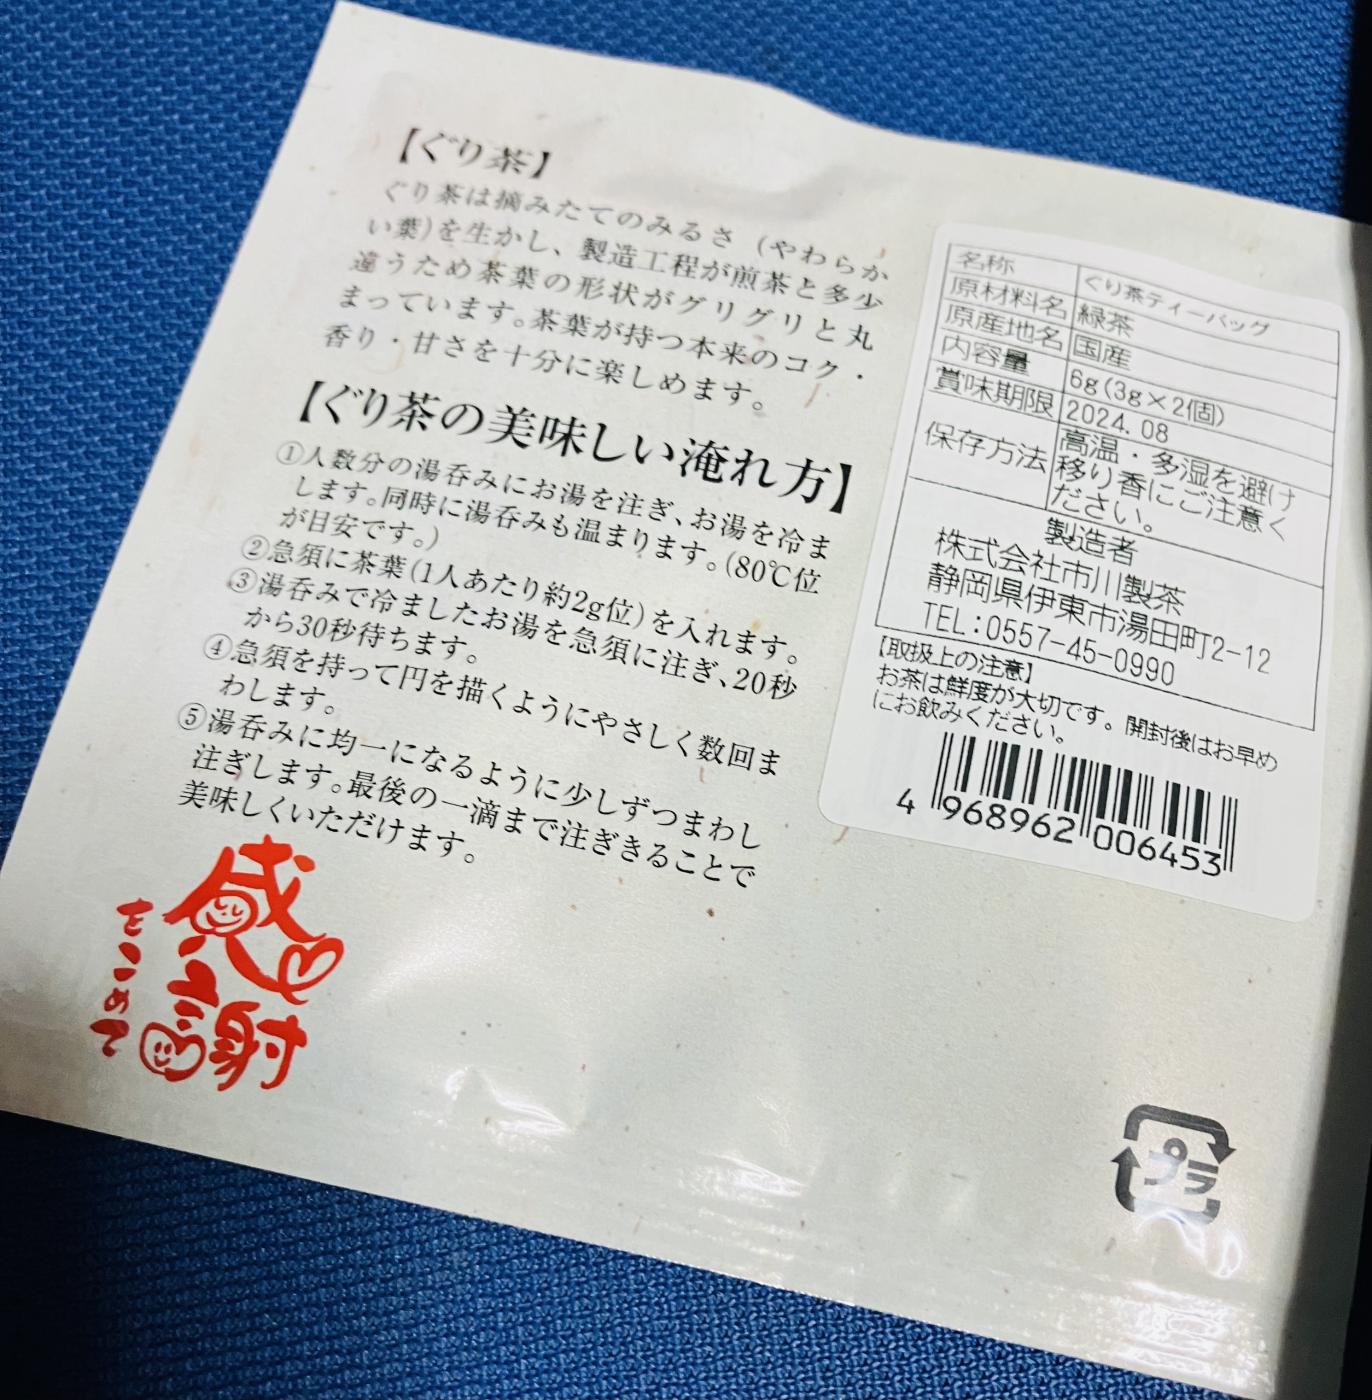 【ぐり茶】
ぐり茶は摘みたてのみるさ（やわらか
い葉)を生かし、製造工程が煎茶と多少
違うため茶葉の形状がグリグリと丸
まっています。茶葉が持つ本来のコク・
香り・甘さを十分に楽しめます。
【ぐり茶の美味しい淹れ方】
①人数分の湯呑みにお湯を注ぎ、お湯を冷ま
します。同時に湯呑みも温まります。(80℃位
が目安です。)
②急須に茶葉(1人あたり約2g位)を入れます。
③湯呑みで冷ましたお湯を急須に注ぎ、20秒
から30秒待ちます。
④急須を持って円を描くようにやさしく数回ま
わします。
⑤湯呑みに均一になるように少しずつまわし
注ぎします。最後の一滴まで注ぎきることで
美味しくいただけます。
感謝
をこめて
名称 ぐり茶ティーバッグ
原材料名 緑茶
原産地名 国産
内容量 6g(3g×2個)
賞味期限 2024.08
保存方法 高温・多湿を避け
移り香にご注意く
ださい。
製造者
株式会社市川製茶
静岡県伊東市湯田町2-12
TEL:0557-45-0990
【取扱上の注意】
お茶は鮮度が大切です。開封後はお早め
にお飲みください。
4 968962 006453
プラ